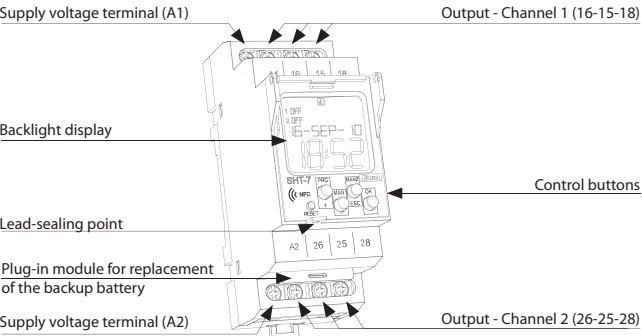 Supply voltage terminal (A1)
Output - Channel 1 (16-15-18)
16 15 18
1 OFF
2 OFF
16-SEP-10
Backlight display
18:52
SHT-7 PRG MAN2
NFC MAN1 OK
+ ESC
RESET
Control buttons
Lead-sealing point
A2 26 25 28
Plug-in module for replacement
of the backup battery
Supply voltage terminal (A2)
Output - Channel 2 (26-25-28)